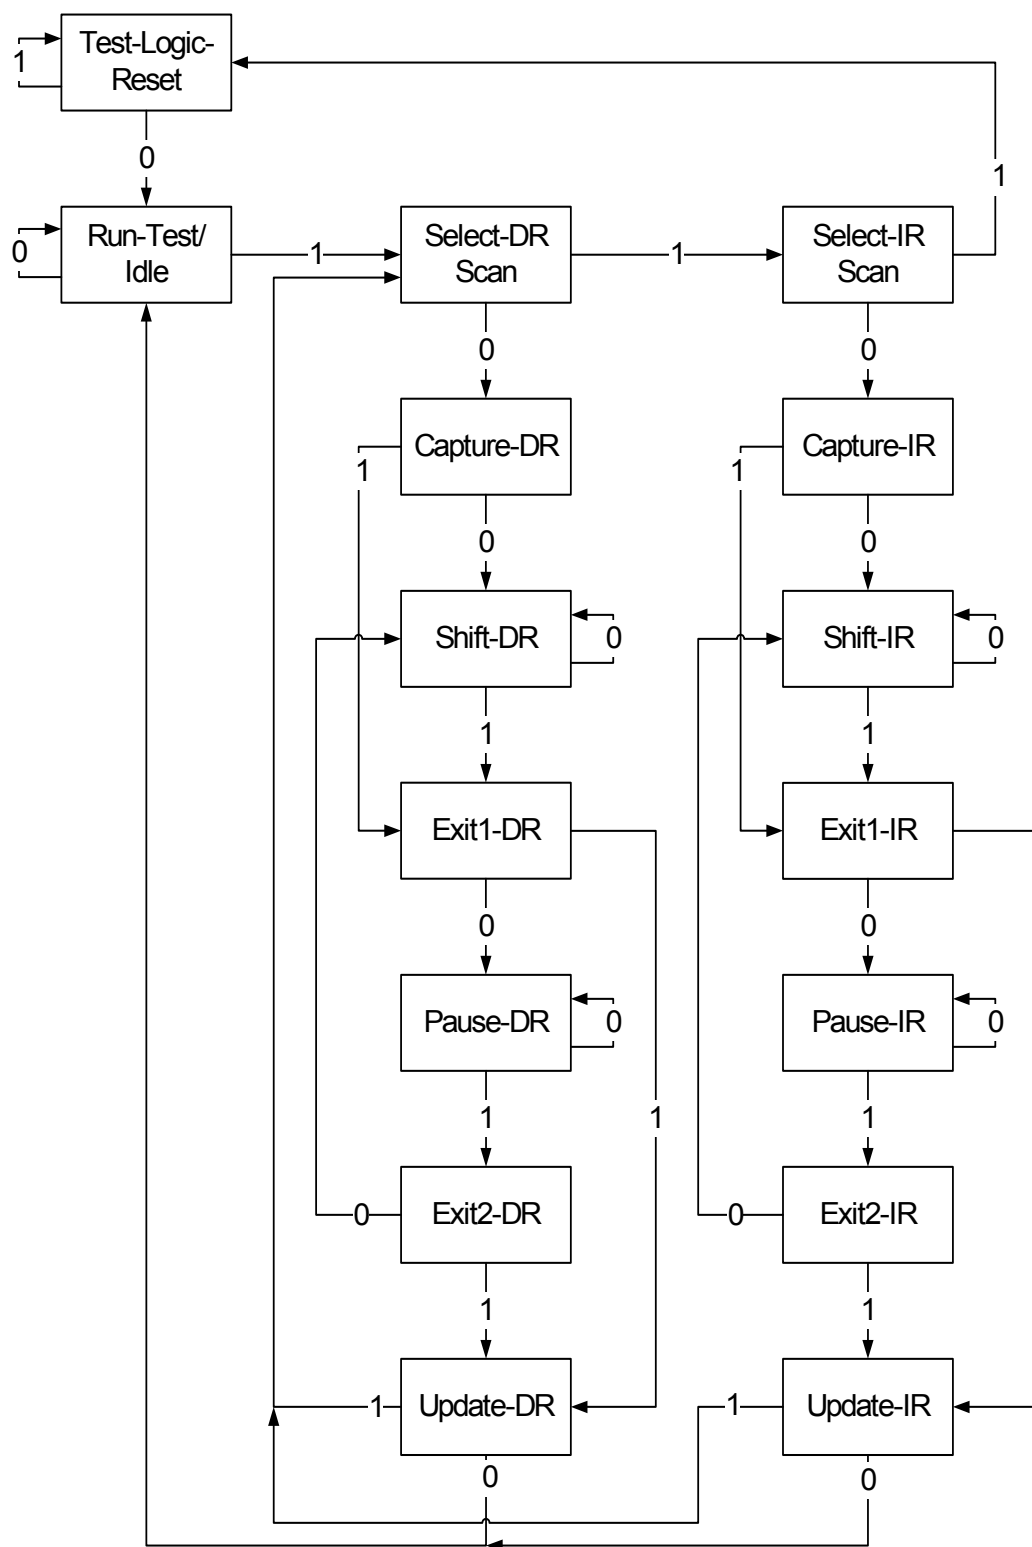 Test-Logic-
Reset
1
0
1
Run-Test/
Idle
0
1
Select-DR
Scan
1
Select-IR
Scan
0
0
Capture-DR
1
Capture-IR
1
0
0
Shift-DR
0
Shift-IR
0
1
1
Exit1-DR
Exit1-IR
0
0
Pause-DR
0
Pause-IR
0
1
1
1
Exit2-DR
0
Exit2-IR
0
1
1
Update-DR
1
Update-IR
1
0
0